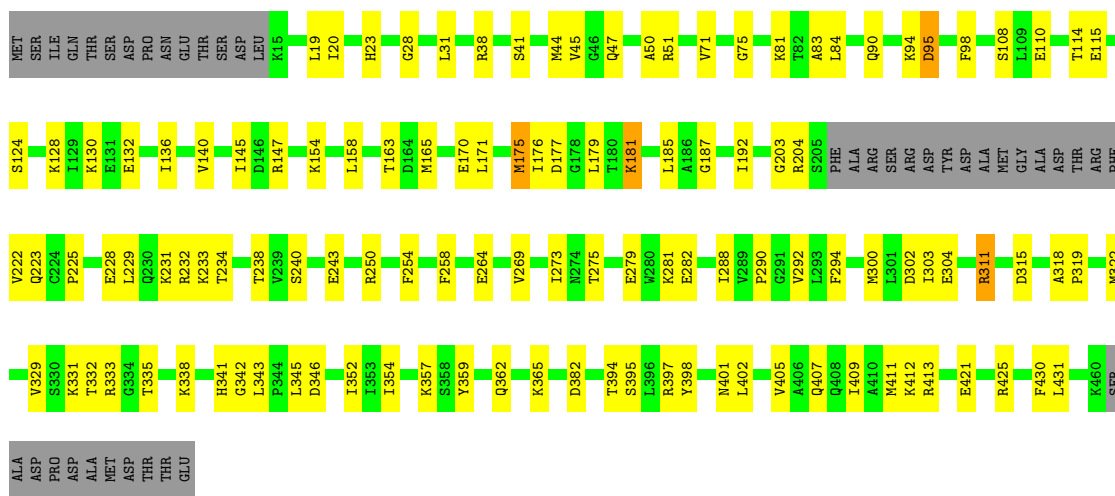 MET SER ILE GLN THR SER ASP PRO ASN GLU THR SER ASP LEU K15 L19 I20 H23 G28 L31 R38 S41 M44 V45 G46 Q47 A50 R51 V71 G75 K81 T82 A83 L84 Q90 K94 D95 F98 S108 L109 E110 T114 E115
S124 K128 I129 K130 E131 E132 I136 V140 I145 D146 R147 K154 L158 T163 D164 M165 E170 L171 M175 I176 D177 G178 L179 T180 K181 L185 A186 G187 I192 G203 R204 S205 PHE ALA ARG SER ARG ASP TYR ASP ALA MET GLY ALA ASP THR ARG PHE
V222 Q223 C224 P225 E228 L229 Q230 K231 R232 K233 T234 T238 V239 S240 E243 R250 F254 F258 E264 V269 I273 N274 T275 E279 W280 K281 E282 I288 V289 P290 G291 V292 L293 F294 M300 L301 D302 I303 E304 R311 D315 A318 P319 M322
V329 S330 K331 T332 R333 G334 T335 K338 H341 G342 L343 P344 L345 D346 I352 I353 I354 K357 S358 Y359 Q362 K365 D382 T394 S395 L396 R397 Y398 N401 L402 V405 A406 Q407 Q408 I409 A410 M411 K412 R413 E421 R425 F430 L431 K460 SER
ALA ASP PRO ASP ALA MET ASP THR THR GLU